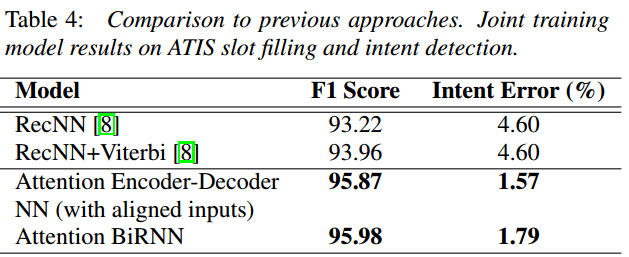 Table 4: Comparison to previous approaches. Joint training
model results on ATIS slot filling and intent detection.
Model F1 Score Intent Error (%)
RecNN [8] 93.22 4.60
RecNN+Viterbi [8] 93.96 4.60
Attention Encoder-Decoder 95.87 1.57
NN (with aligned inputs)
Attention BiRNN 95.98 1.79